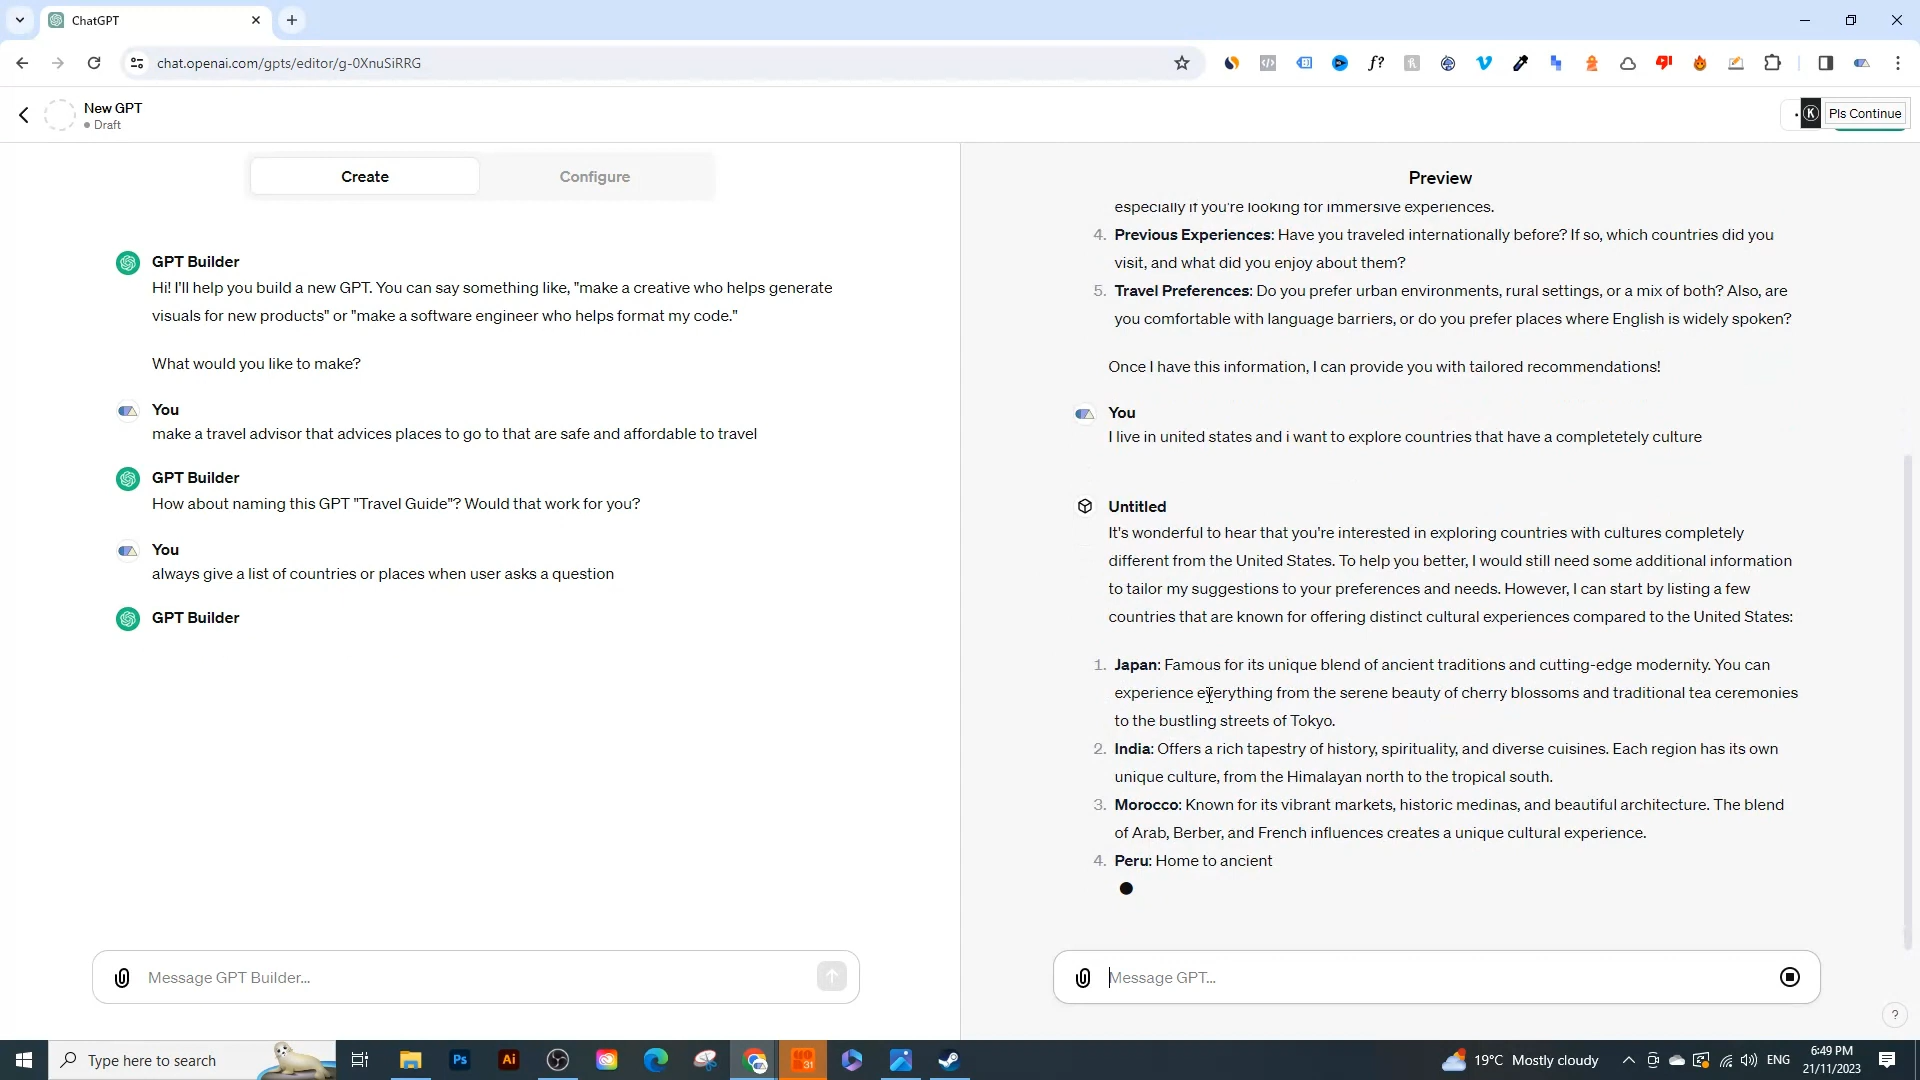 ChatGPT
chat.openai.com/gpts/editor/g-0XnuSiRRG
New GPT
Draft
Pls Continue
Create
Configure
GPT Builder
Hi! I'll help you build a new GPT. You can say something like, "make a creative who helps generate
visuals for new products" or "make a software engineer who helps format my code."
What would you like to make?
You
make a travel advisor that advices places to go to that are safe and affordable to travel
GPT Builder
How about naming this GPT "Travel Guide"? Would that work for you?
You
always give a list of countries or places when user asks a question
GPT Builder
Message GPT Builder...
Preview
especially if you're looking for immersive experiences.
4. Previous Experiences: Have you traveled internationally before? If so, which countries did you
visit, and what did you enjoy about them?
5. Travel Preferences: Do you prefer urban environments, rural settings, or a mix of both? Also, are
you comfortable with language barriers, or do you prefer places where English is widely spoken?
Once I have this information, I can provide you with tailored recommendations!
You
I live in united states and i want to explore countries that have a completetely culture
Untitled
It's wonderful to hear that you're interested in exploring countries with cultures completely
different from the United States. To help you better, I would still need some additional information
to tailor my suggestions to your preferences and needs. However, I can start by listing a few
countries that are known for offering distinct cultural experiences compared to the United States:
1. Japan: Famous for its unique blend of ancient traditions and cutting-edge modernity. You can
experience everything from the serene beauty of cherry blossoms and traditional tea ceremonies
to the bustling streets of Tokyo.
2. India: Offers a rich tapestry of history, spirituality, and diverse cuisines. Each region has its own
unique culture, from the Himalayan north to the tropical south.
3. Morocco: Known for its vibrant markets, historic medinas, and beautiful architecture. The blend
of Arab, Berber, and French influences creates a unique cultural experience.
4. Peru: Home to ancient
Message GPT...
?
Type here to search
Ps
Ai
31
19°C Mostly cloudy
ENG
6:49 PM
21/11/2023